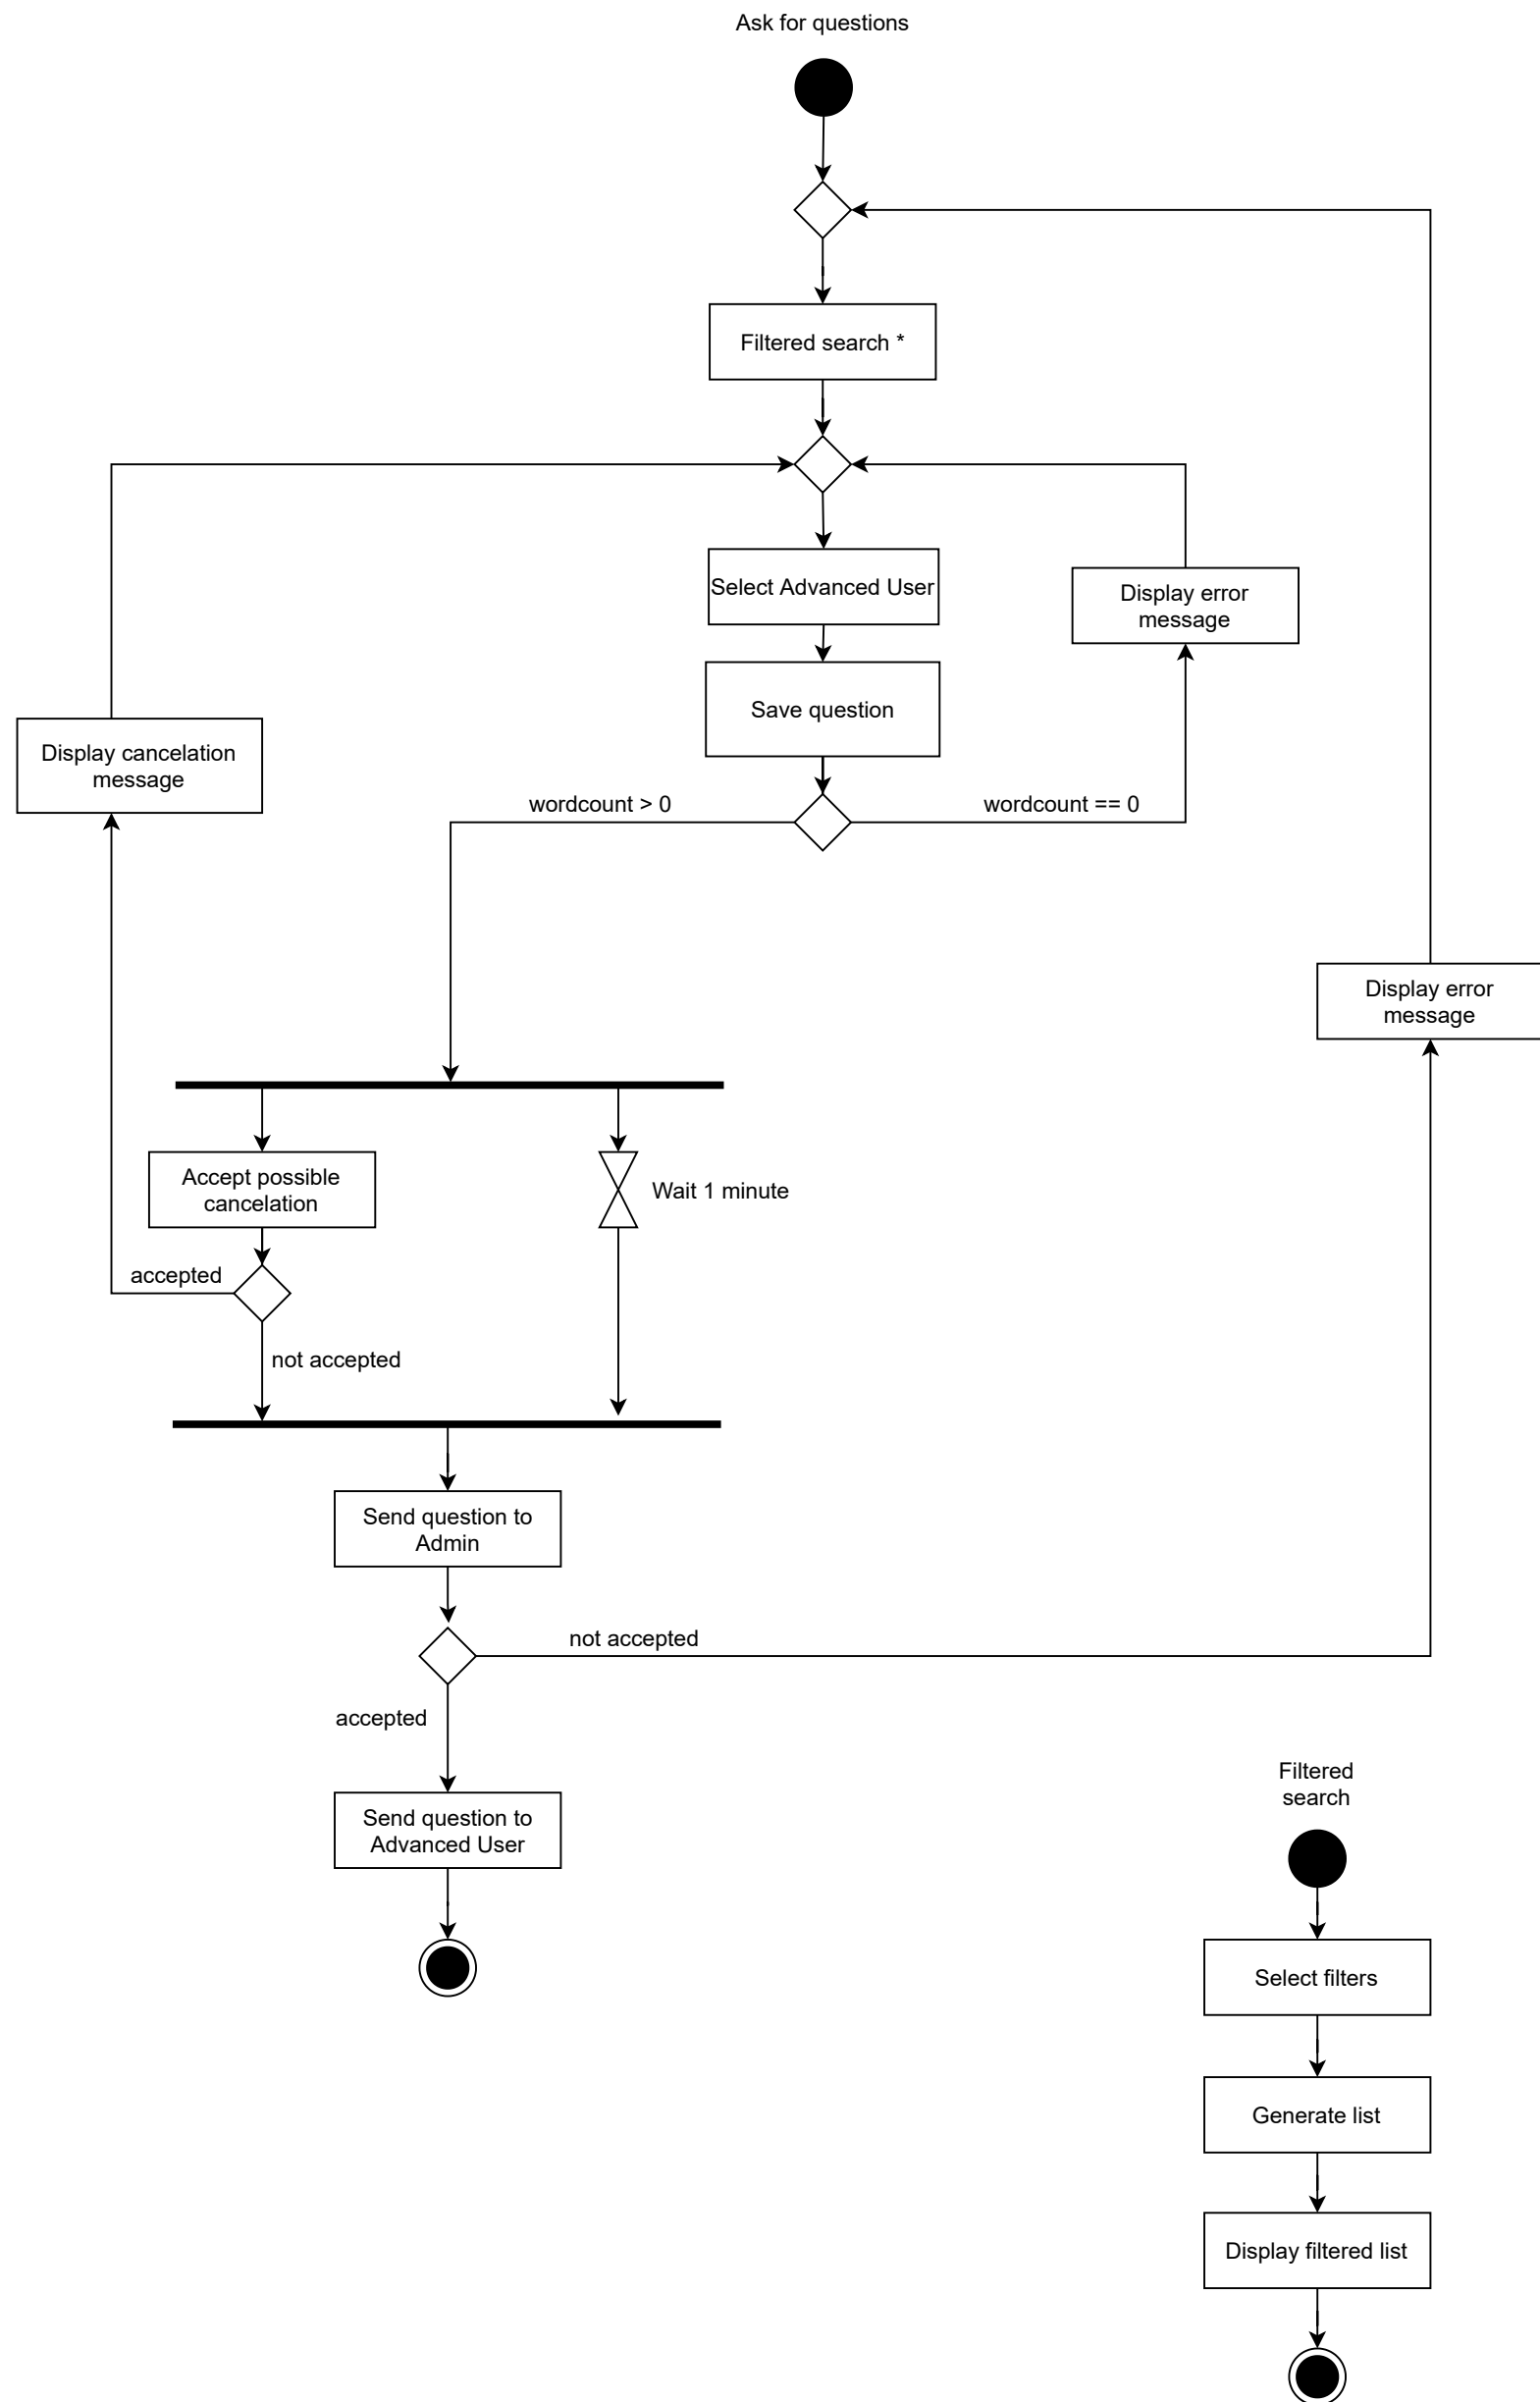 Ask for questions
Filtered search *
Select Advanced User
Display error
message
Save question
Display cancelation
message
wordcount > 0
wordcount == 0
Display error
message
Accept possible
cancelation
Wait 1 minute
accepted
not accepted
Send question to
Admin
not accepted
accepted
Send question to
Advanced User
Filtered
search
Select filters
Generate list
Display filtered list